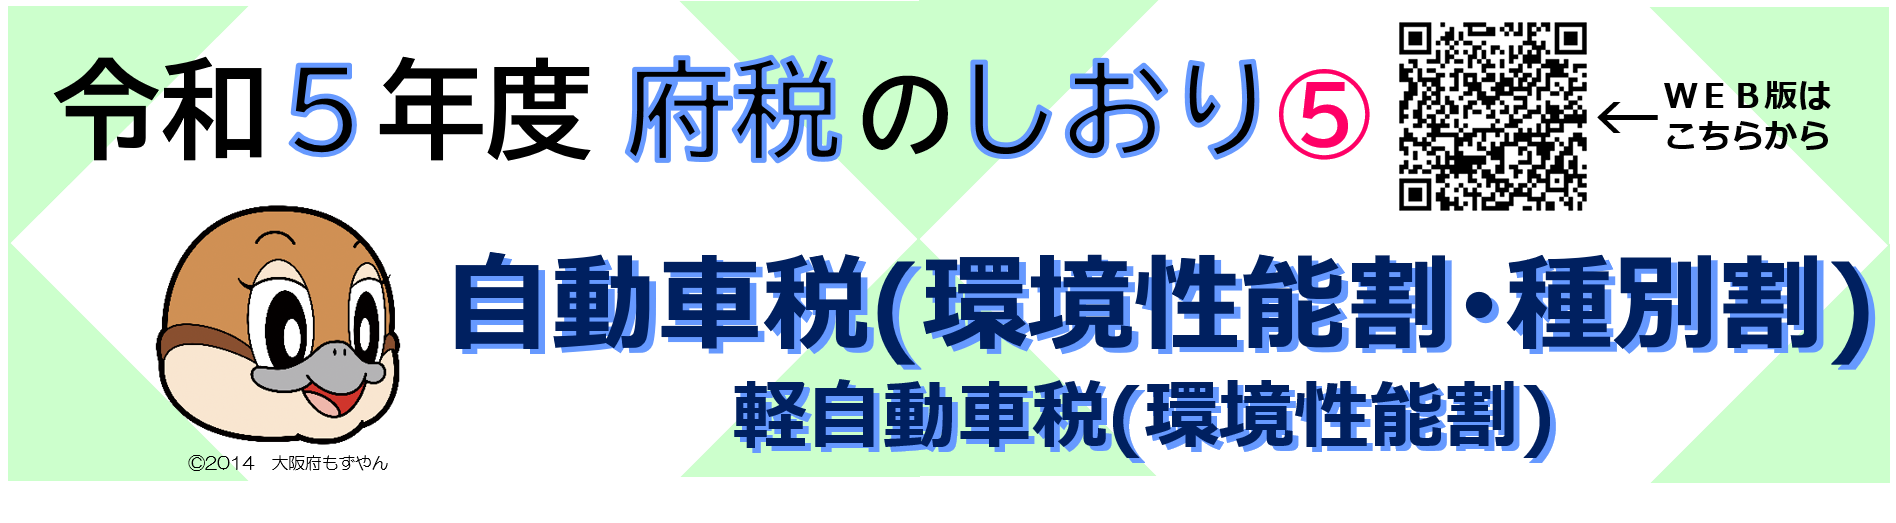 令和５年度 府税のしおり⑤
ＷＥＢ版は
こちらから
←
自動車税(環境性能割・種別割)
軽自動車税(環境性能割)
©2014　大阪府もずやん